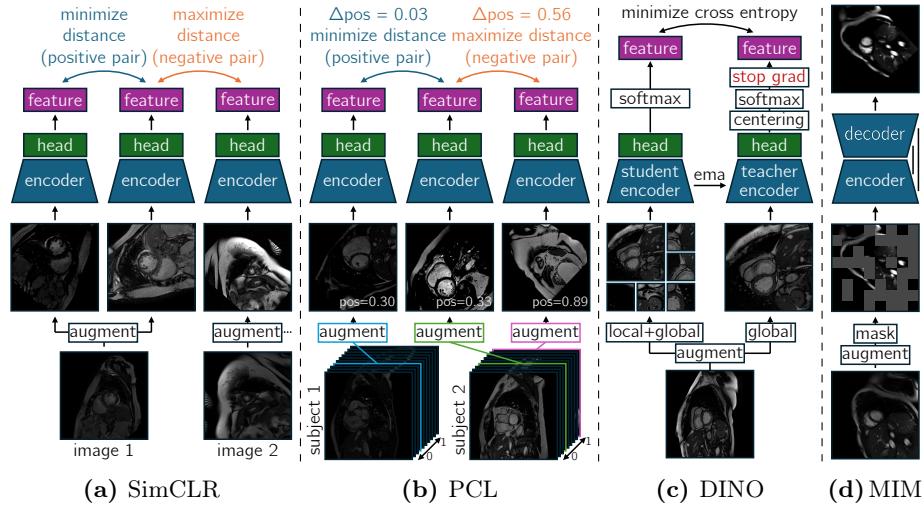 minimize
distance
(positive pair)
maximize
distance
(negative pair)
feature
feature
feature
head
head
head
encoder
encoder
encoder
augment
augment...
image 1
image 2
(a) SimCLR
Δpos = 0.03
minimize distance
(positive pair)
Δpos = 0.56
maximize distance
(negative pair)
feature
feature
feature
head
head
head
encoder
encoder
encoder
pos=0.30
pos=0.33
pos=0.89
augment
augment
augment
subject 1
0
1
subject 2
0
1
(b) PCL
minimize cross entropy
feature
feature
stop grad
softmax
softmax
centering
head
head
student
encoder
ema
teacher
encoder
local+global
global
augment
(c) DINO
decoder
encoder
mask
augment
(d) MIM